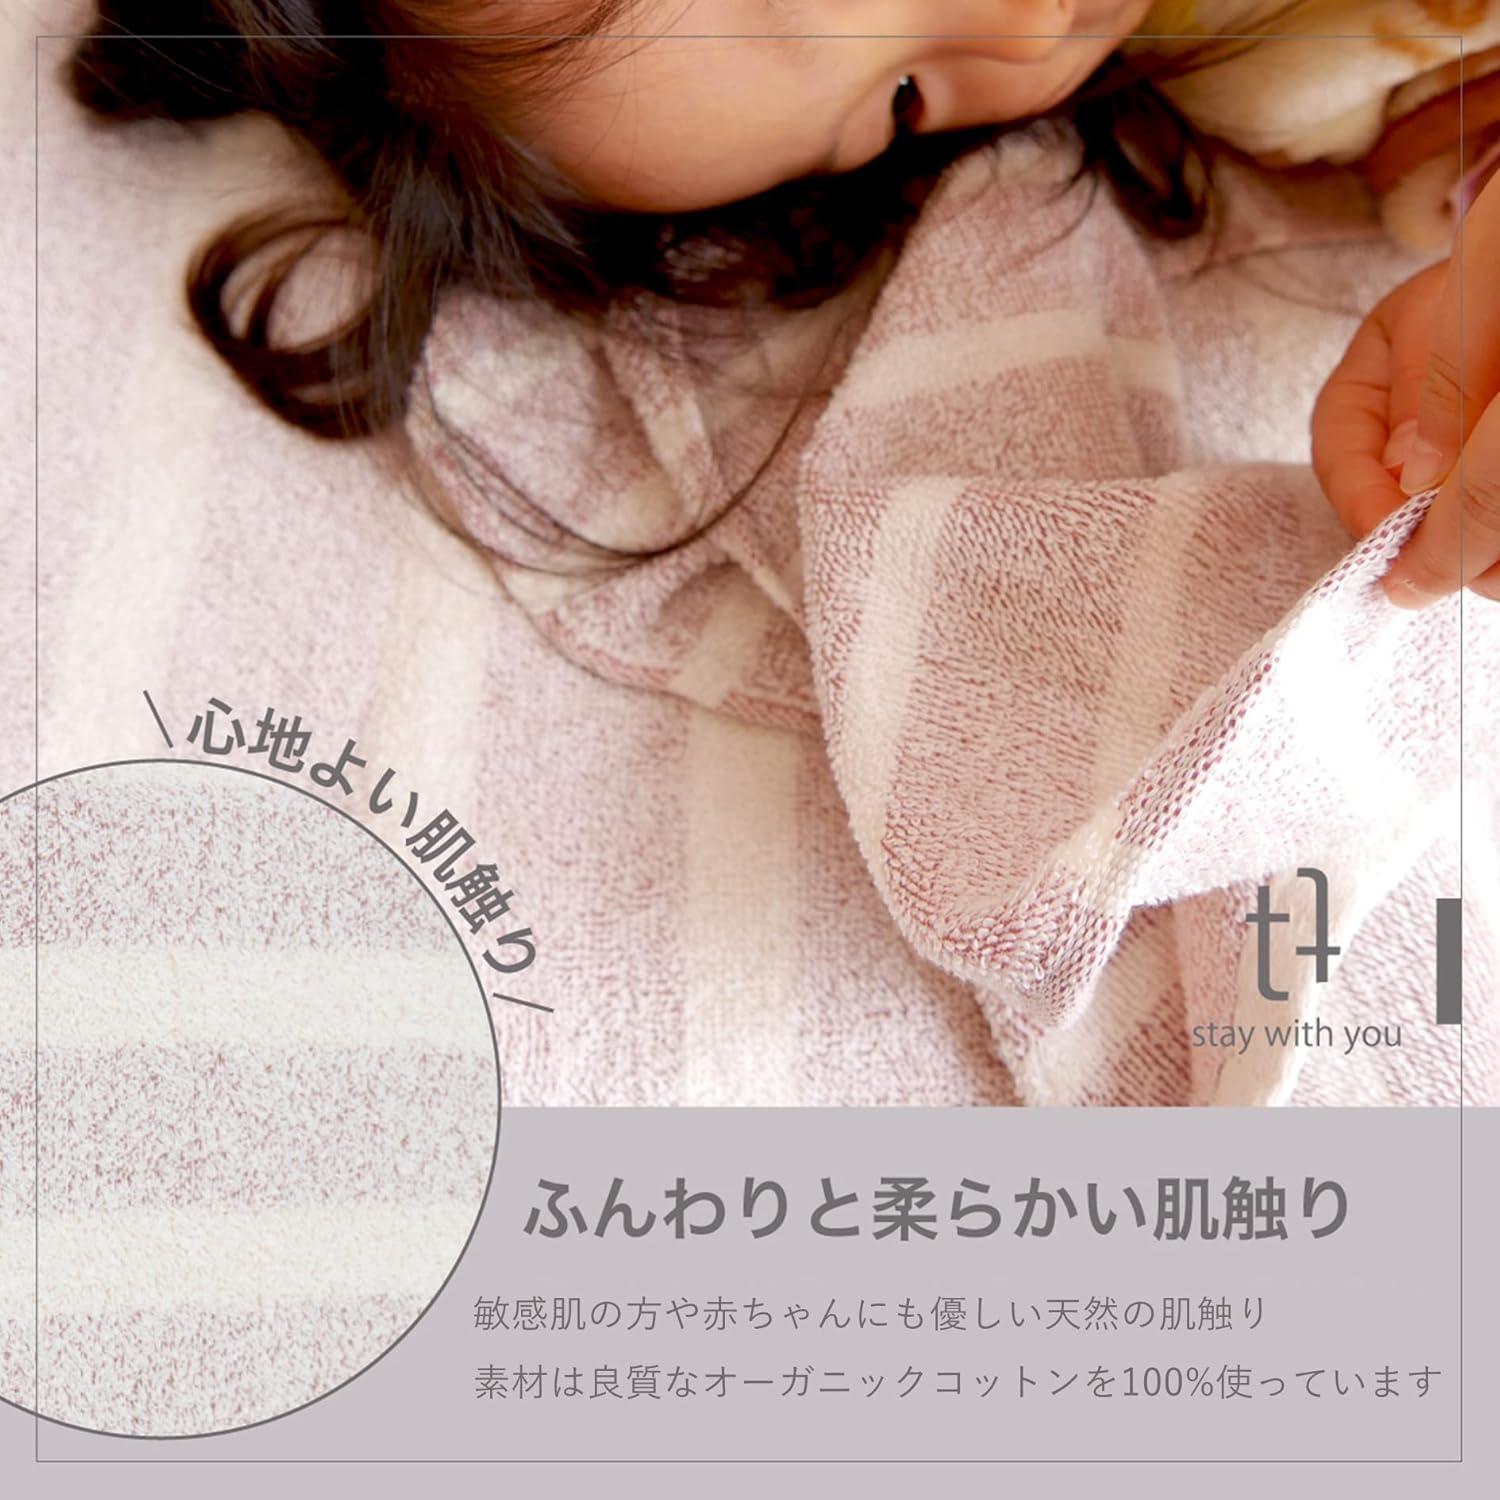 \心地よい肌触り/
stay with you
ふんわりと柔らかい肌触り
敏感肌の方や赤ちゃんにも優しい天然の肌触り
素材は良質なオーガニックコットンを100%使っています